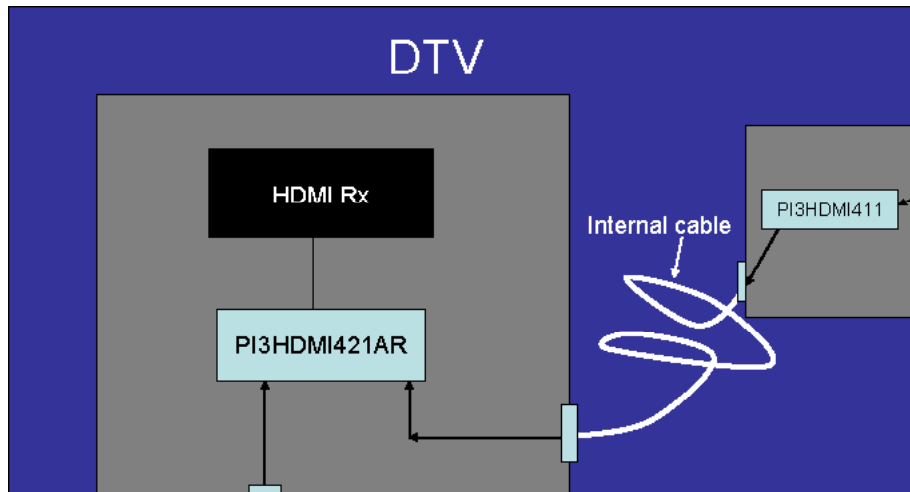 DTV
HDMI Rx
PI3HDMI411
Internal cable
PI3HDMI421AR